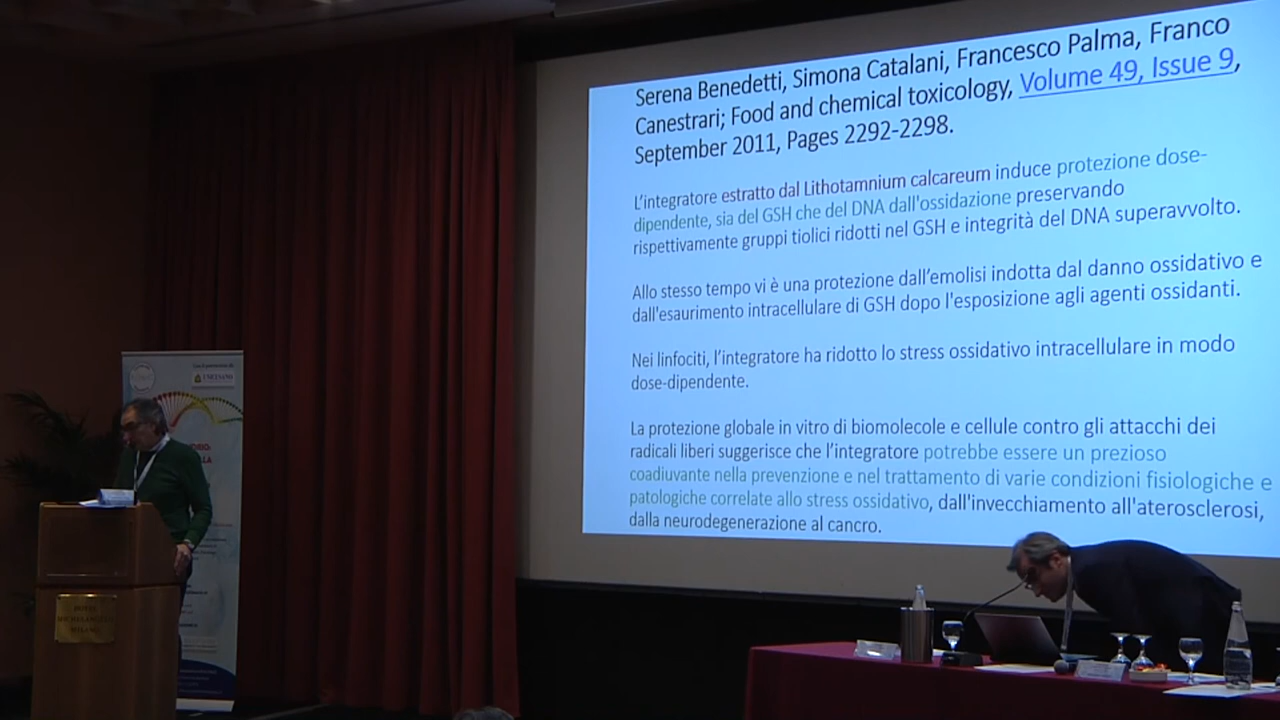 Serena Benedetti, Simona Catalani, Francesco Palma, Franco
Canestrari; Food and chemical toxicology, Volume 49, Issue 9,
September 2011, Pages 2292-2298.
L'integratore estratto dal Lithotamnium calcareum induce protezione dose-
dipendente, sia del GSH che del DNA dall'ossidazione preservando
rispettivamente gruppi tiolici ridotti nel GSH e integrità del DNA superavvolto.
Allo stesso tempo vi è una protezione dall'emolisi indotta dal danno ossidativo e
dall'esaurimento intracellulare di GSH dopo l'esposizione agli agenti ossidanti.
Nei linfociti, l'integratore ha ridotto lo stress ossidativo intracellulare in modo
dose-dipendente.
La protezione globale in vitro di biomolecole e cellule contro gli attacchi dei
radicali liberi suggerisce che l'integratore potrebbe essere un prezioso
coadiuvante nella prevenzione e nel trattamento di varie condizioni fisiologiche e
patologiche correlate allo stress ossidativo, dall'invecchiamento all'aterosclerosi,
dalla neurodegenerazione al cancro.